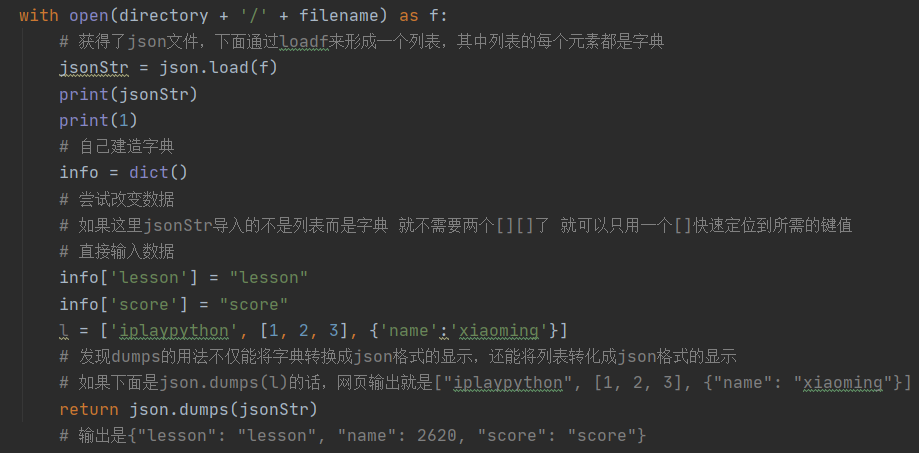 with open(directory + '/' + filename) as f:
# 获得了json文件，下面通过loadf来形成一个列表，其中列表的每个元素都是字典
jsonStr = json.load(f)
print(jsonStr)
print(1)
# 自己建造字典
info = dict()
# 尝试改变数据
# 如果这里jsonStr导入的不是列表而是字典 就不需要两个[][]了 就可以只用一个[]快速定位到所需的键值
# 直接输入数据
info['lesson'] = "lesson"
info['score'] = "score"
l = ['iplaypython', [1, 2, 3], {'name':'xiaoming'}]
# 发现dumps的用法不仅能将字典转换成json格式的显示，还能将列表转化成json格式的显示
# 如果下面是json.dumps(l)的话，网页输出就是["iplaypython", [1, 2, 3], {"name": "xiaoming"}]
return json.dumps(jsonStr)
# 输出是{"lesson": "lesson", "name": 2620, "score": "score"}